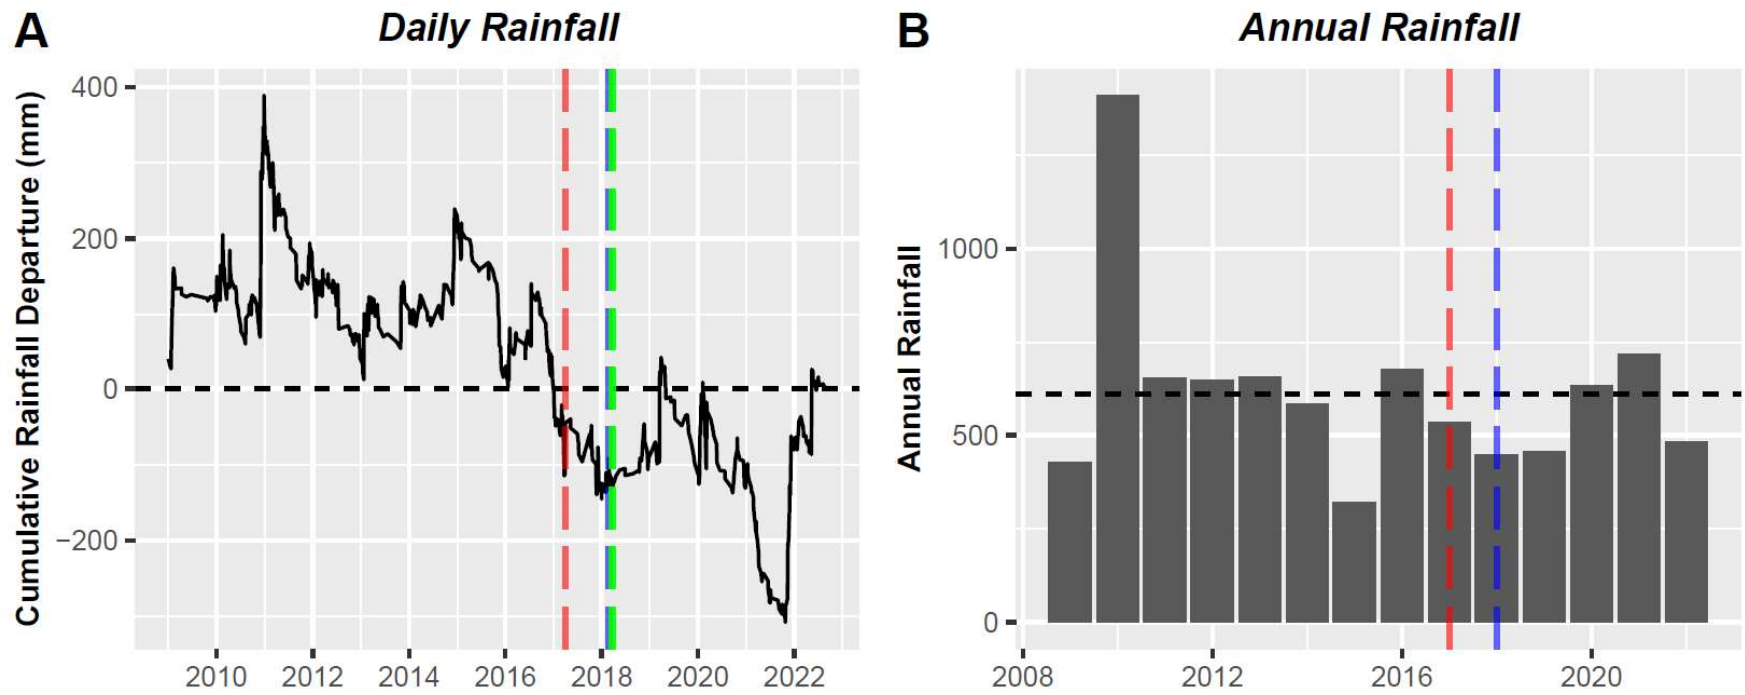 A
Daily Rainfall
Cumulative Rainfall Departure (mm)
400
200
0
−200
2010 2012 2014 2016 2018 2020 2022
B
Annual Rainfall
Annual Rainfall
1000
500
0
2008 2012 2016 2020